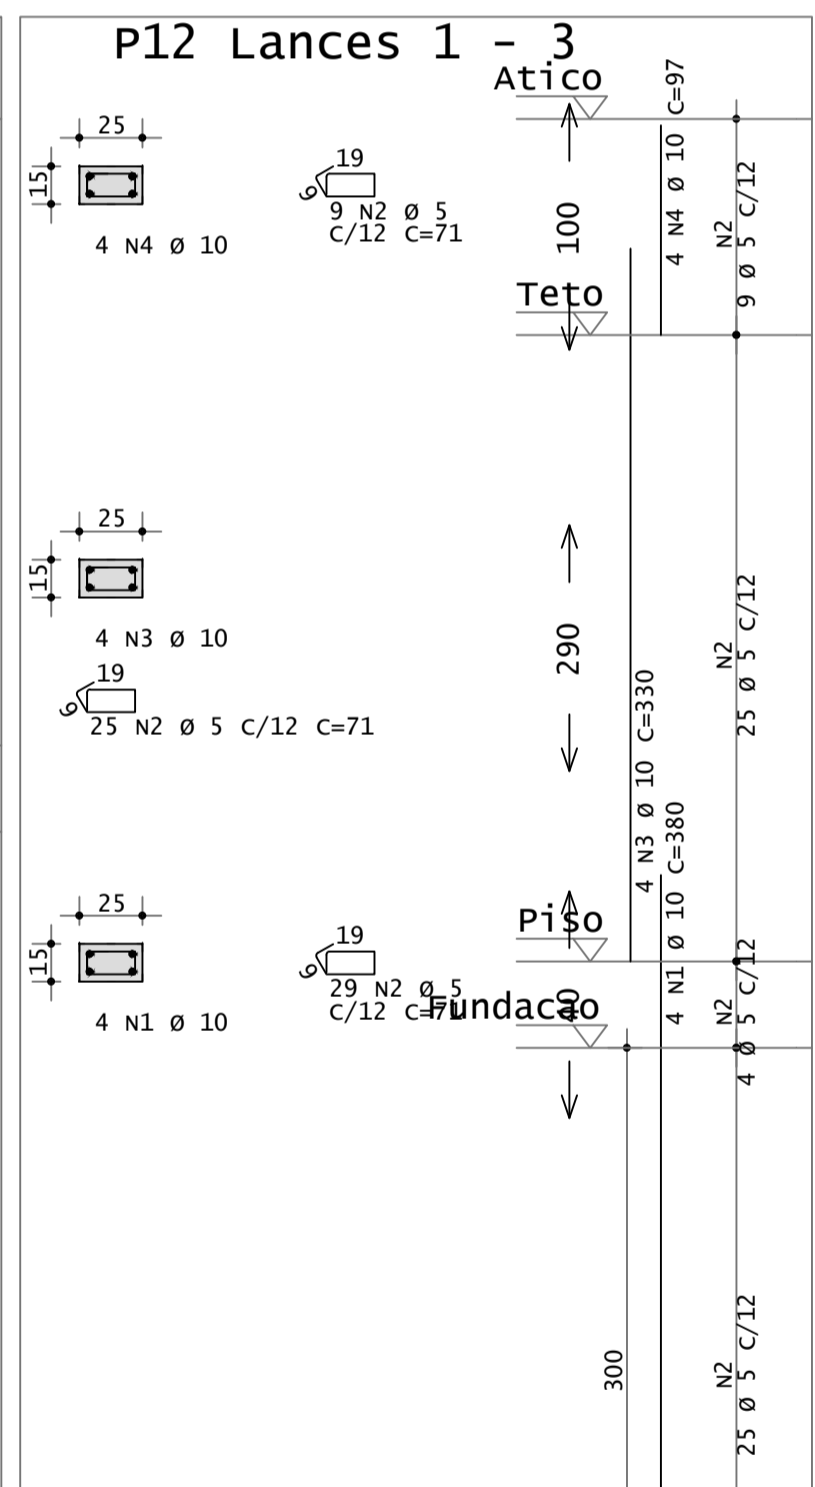 P12 Lances 1 - 3
Atico
25
15
4 N4 Ø 10
19
9
9 N2 Ø 5
C/12 C=71
100
4 N4 Ø 10 C=97
N2
9 Ø 5 C/12
Teto
25
15
4 N3 Ø 10
19
9
25 N2 Ø 5 C/12 C=71
290
4 N3 Ø 10 C=330
N2
25 Ø 5 C/12
25
15
4 N1 Ø 10
19
9
29 N2 Ø 5
C/12 C=71
Piso
40
Fundacao
4 N1 Ø 10 C=380
N2
4 Ø 5 C/12
300
N2
25 Ø 5 C/12